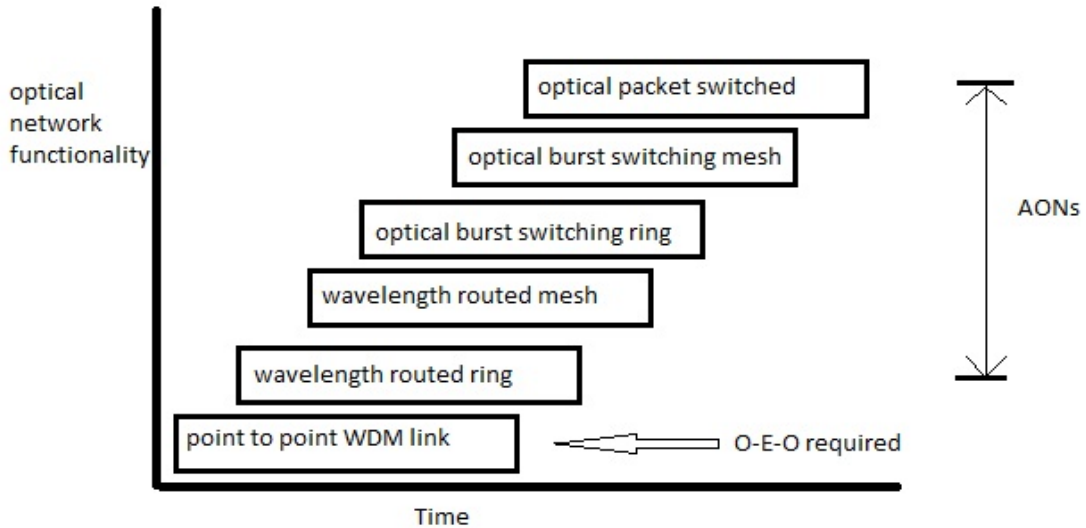 optical
network
functionality
optical packet switched
optical burst switching mesh
AONs
optical burst switching ring
wavelength routed mesh
wavelength routed ring
point to point WDM link
O-E-O required
Time